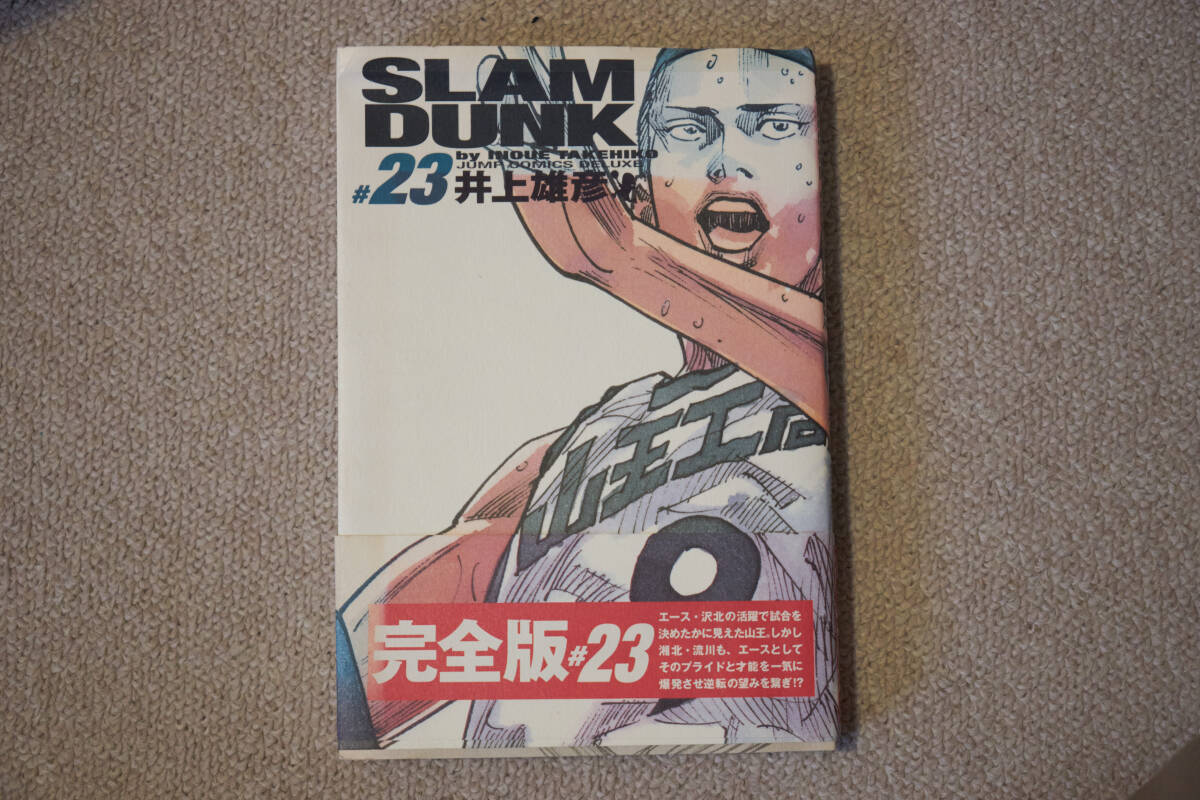 SLAM
DUNK
by INOUE TAKEHIKO
JUMP COMICS DELUXE
#23 井上雄彦
山王工
完全版#23
エース・沢北の活躍で試合を
決めたかに見えた山王。しかし
湘北・流川も、エースとして
そのプライドと才能を一気に
爆発させ逆転の望みを繋ぎ!?